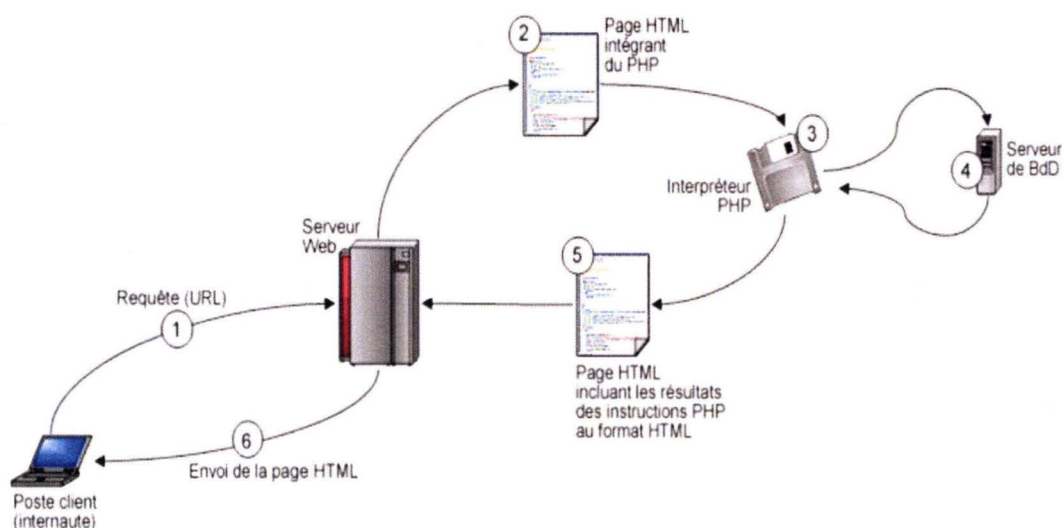 2
Page HTML
intégrant
du PHP
3
Interpréteur
PHP
4
Serveur
de BdD
Serveur
Web
5
Requête (URL)
1
Page HTML
incluant les résultats
des instructions PHP
au format HTML
6
Envoi de la page HTML
Poste client
(internaute)